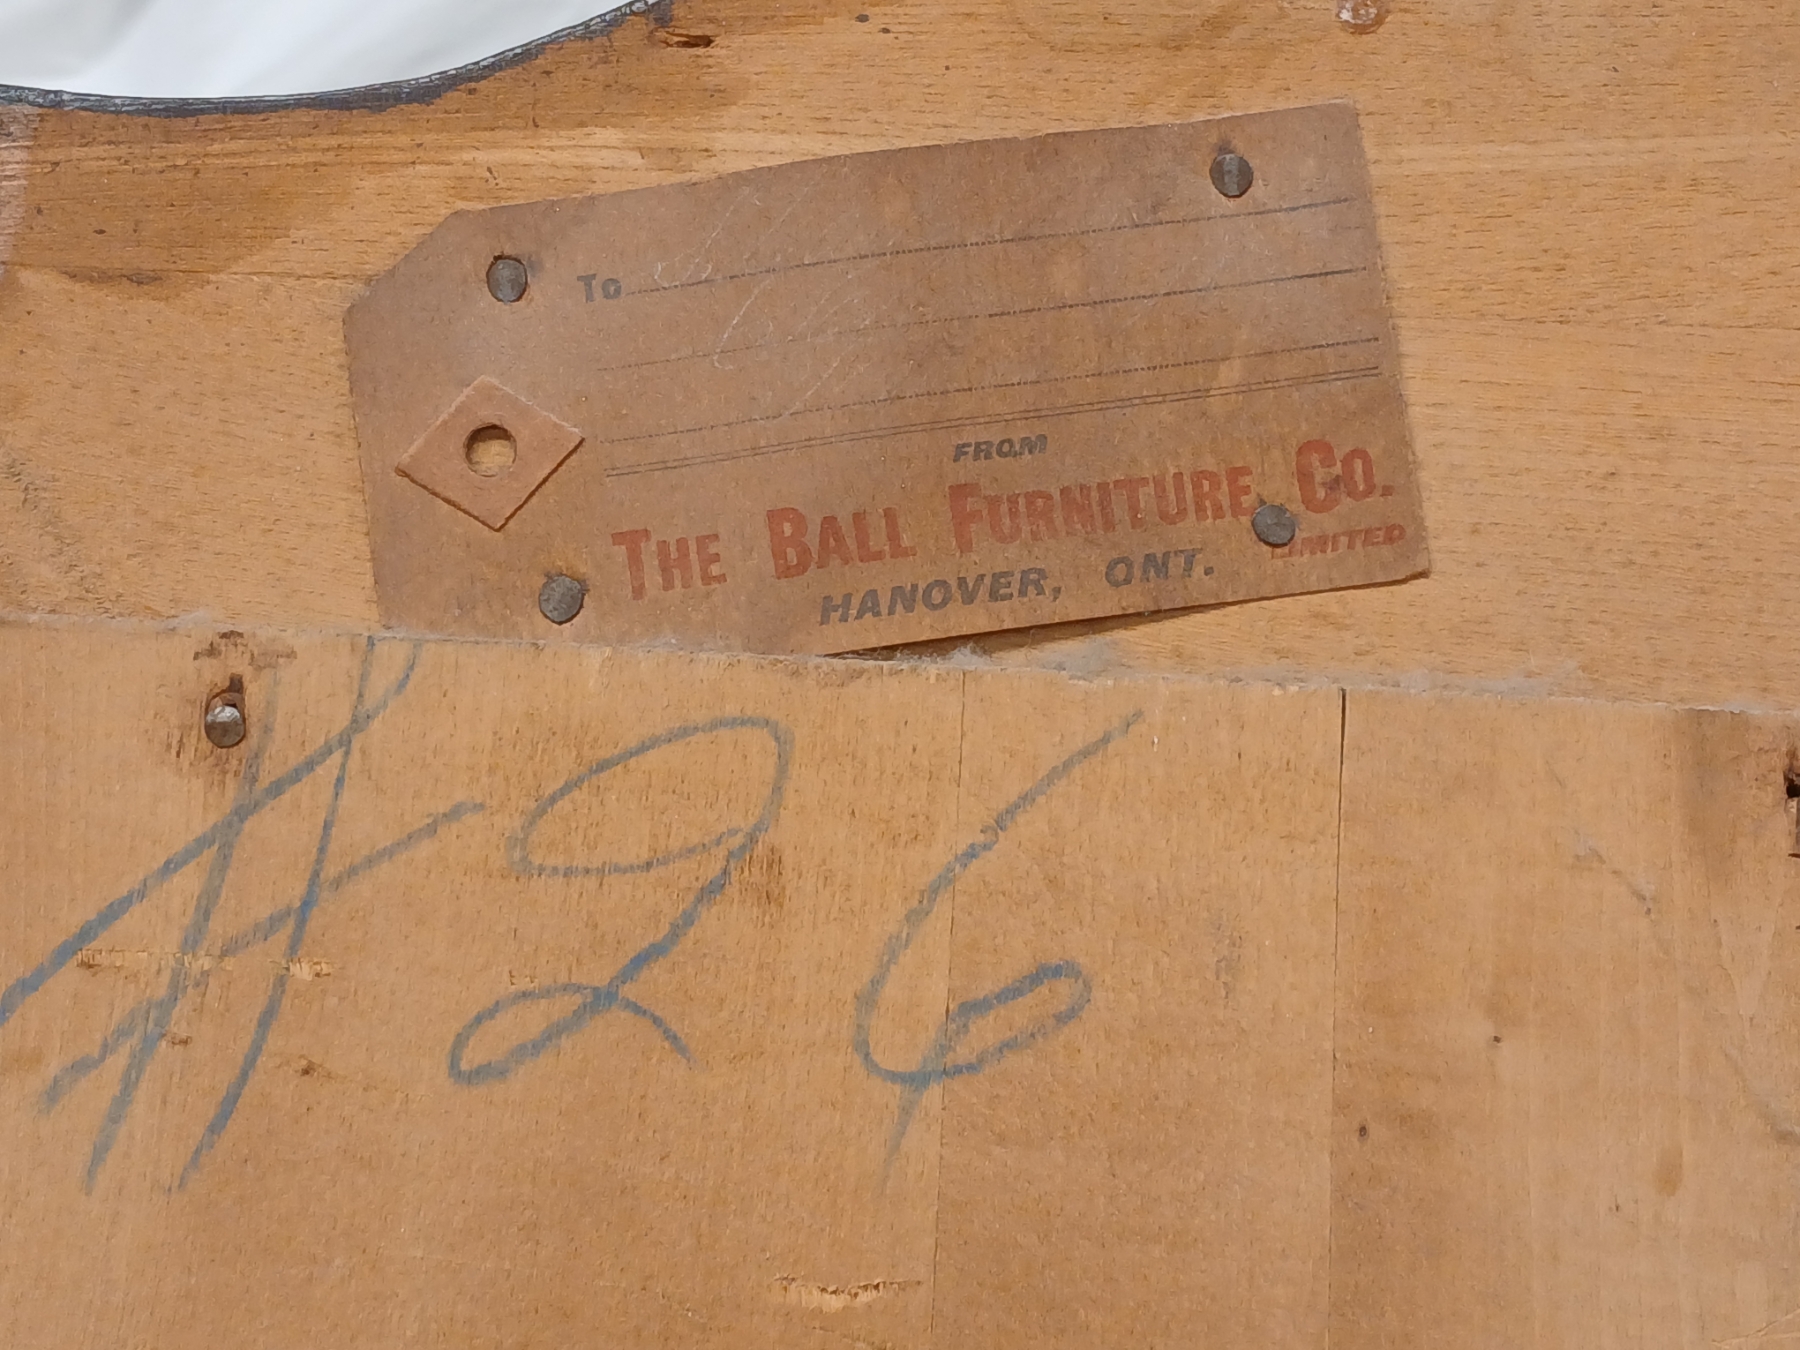 To
FROM
THE BALL FURNITURE CO.
LIMITED
HANOVER, ONT.
#26